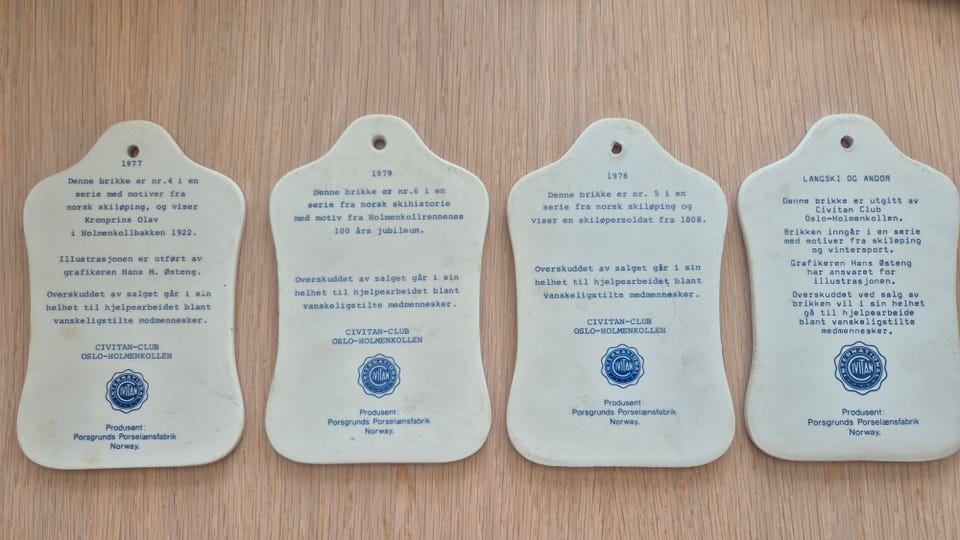 1977
Denne brikke er nr.4 i en
serie med motiver fra
norsk skiløping, og viser
Kronprins Olav
i Holmenkollbakken 1922.
Illustrasjonen er utført av
grafikeren Hans M. Østeng.
Overskuddet av salget går i sin
helhet til hjelpearbeidet blant
vanskeligstilte medmennesker.
CIVITAN-CLUB
OSLO-HOLMENKOLLEN
INTERNATIONAL
CIVITAN
Produsent:
Porsgrunds Porselænsfabrik
Norway.
1979
Denne brikke er nr.6 i en
serie fra norsk skihistorie
med motiv fra Holmenkollrennenes
100 års jubileum.
Overskuddet av salget går i sin
helhet til hjelpearbeidet blant
vanskeligstilte medmennesker.
CIVITAN-CLUB
OSLO-HOLMENKOLLEN
INTERNATIONAL
CIVITAN
Produsent:
Porsgrunds Porselænsfabrik
Norway.
1978
Denne brikke er nr. 5 i en
serie fra norsk skiløping og
viser en skiløpersoldat fra 1808.
Overskuddet av salget går i sin
helhet til hjelpearbeidet blant
vanskeligstilte medmennesker.
CIVITAN-CLUB
OSLO-HOLMENKOLLEN
INTERNATIONAL
CIVITAN
Produsent:
Porsgrunds Porselænsfabrik
Norway.
LANGSKI OG ANDOR
Denne brikke er utgitt av
Civitan Club
Oslo-Holmenkollen.
Brikken inngår i en serie
med motiver fra skiløping
og vintersport.
Grafikeren Hans Østeng
har ansvaret for
illustrasjonen.
Overskuddet ved salg av
brikken vil i sin helhet
gå til hjelpearbeide
blant vanskeligstilte
medmennesker.
INTERNATIONAL
CIVITAN
Produsent:
Porsgrunds Porselænsfabrik
Norway.